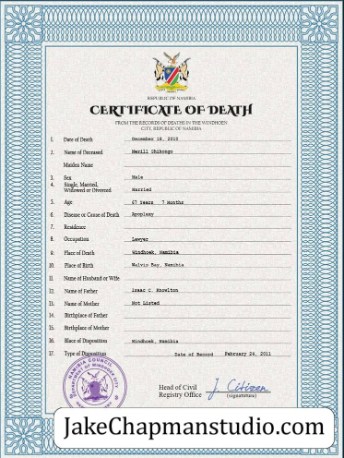 REPUBLIC OF NAMIBIA
CERTIFICATE OF DEATH
FROM THE RECORDS OF DEATHS IN THE WINDHOEK
CITY, REPUBLIC OF NAMIBIA
1. Date of Death December 18, 2010
2. Name of Deceased Shikongo
Maiden Name
3. Sex Male
4. Single, Married, Widowed or Divorced Married
5. Age 67 Years 7 Months
6. Disease or Cause of Death Apoplexy
7. Residence
8. Occupation Lawyer
9. Place of Death Windhoek, Namibia
10. Place of Birth Walvis Bay, Namibia
11. Name of Husband or Wife
12. Name of Father Isaac C. Knowlton
13. Name of Mother Not Listed
14. Birthplace of Father
15. Birthplace of Mother
16. Place of Disposition Windhoek, Namibia
17. Type of Disposition Date of Record February 24, 2011
Head of Civil
Registry Office J. Citizen
(signature)
JakeChapmanstudio.com